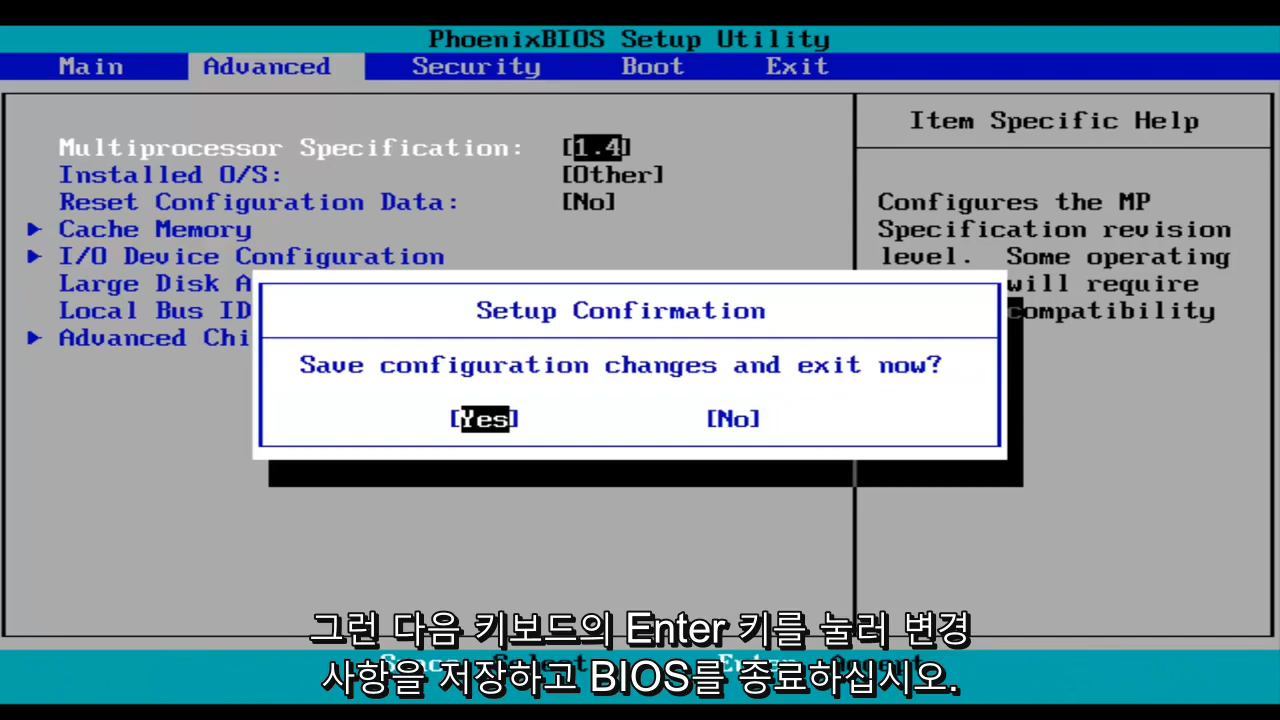 PhoenixBIOS Setup Utility
Main Advanced Security Boot Exit
Item Specific Help
Multiprocessor Specification: [1.4]
Installed O/S: [Other]
Reset Configuration Data: [No]
▶ Cache Memory
▶ I/O Device Configuration
Large Disk A
Local Bus ID
▶ Advanced Chi
Configures the MP
Specification revision
level. Some operating
will require
compatibility
Setup Confirmation
Save configuration changes and exit now?
[Yes] [No]
그런 다음 키보드의 Enter 키를 눌러 변경
사항을 저장하고 BIOS를 종료하십시오.
Space Select Enter Accept